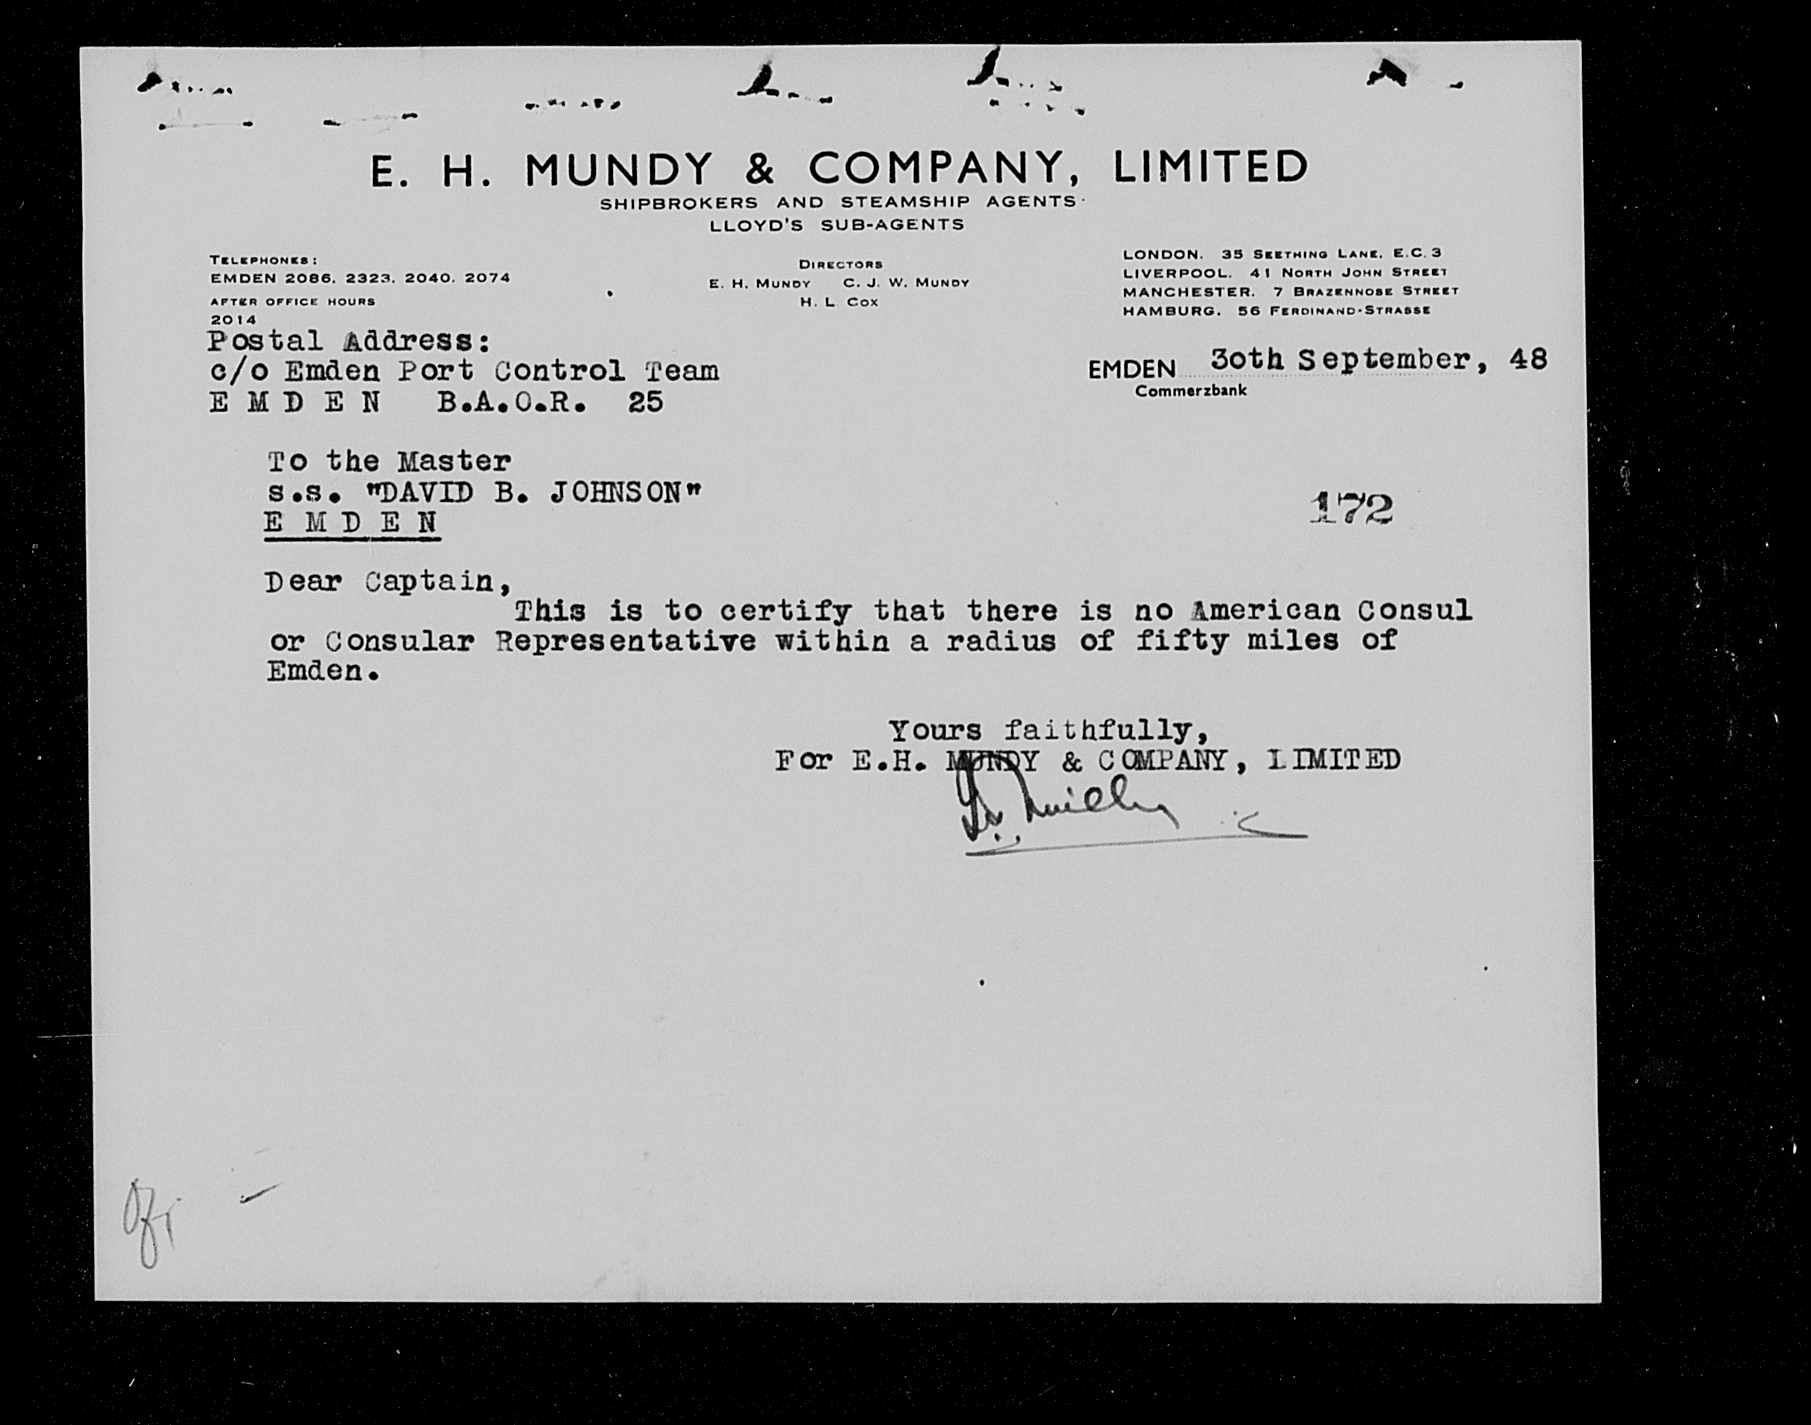 E. H. MUNDY & COMPANY, LIMITED
SHIPBROKERS AND STEAMSHIP AGENTS
LLOYD'S SUB-AGENTS
TELEPHONES:
EMDEN 2086. 2323. 2040. 2074
AFTER OFFICE HOURS
2014
DIRECTORS
E. H. MUNDY C. J. W. MUNDY
H. L COX
LONDON. 35 SEETHING LANE, E.C.3
LIVERPOOL. 41 NORTH JOHN STREET
MANCHESTER. 7 BRAZENNOSE STREET
HAMBURG. 56 FERDINAND-STRASSE
Postal Address:
c/o Emden Port Control Team
E M D E N B.A.O.R. 25
EMDEN 30th September, 48
Commerzbank
To the Master
s.s. "DAVID B. JOHNSON"
E M D E N
172
Dear Captain,
This is to certify that there is no American Consul
or Consular Representative within a radius of fifty miles of
Emden.
Yours faithfully,
For E.H. MUNDY & COMPANY, LIMITED